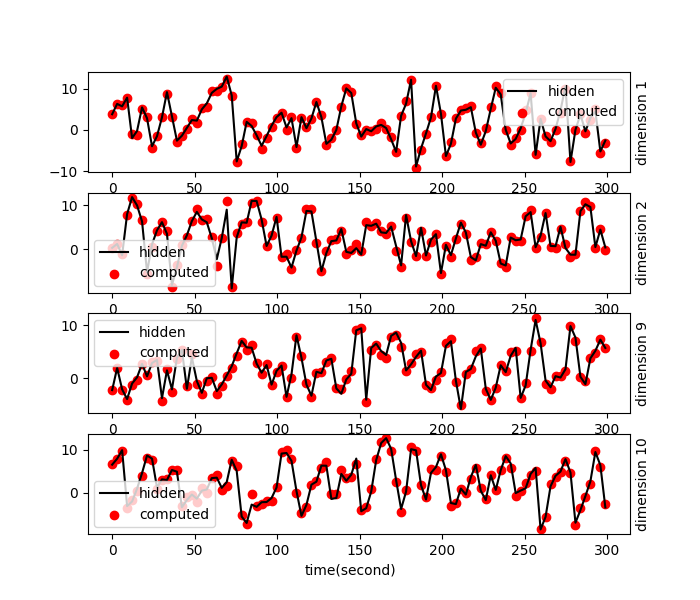 10
0
−10
hidden
computed
dimension 1
0 50 100 150 200 250 300
10
0
hidden
computed
dimension 2
0 50 100 150 200 250 300
10
0
hidden
computed
dimension 9
0 50 100 150 200 250 300
10
0
hidden
computed
dimension 10
0 50 100 150 200 250 300
time(second)